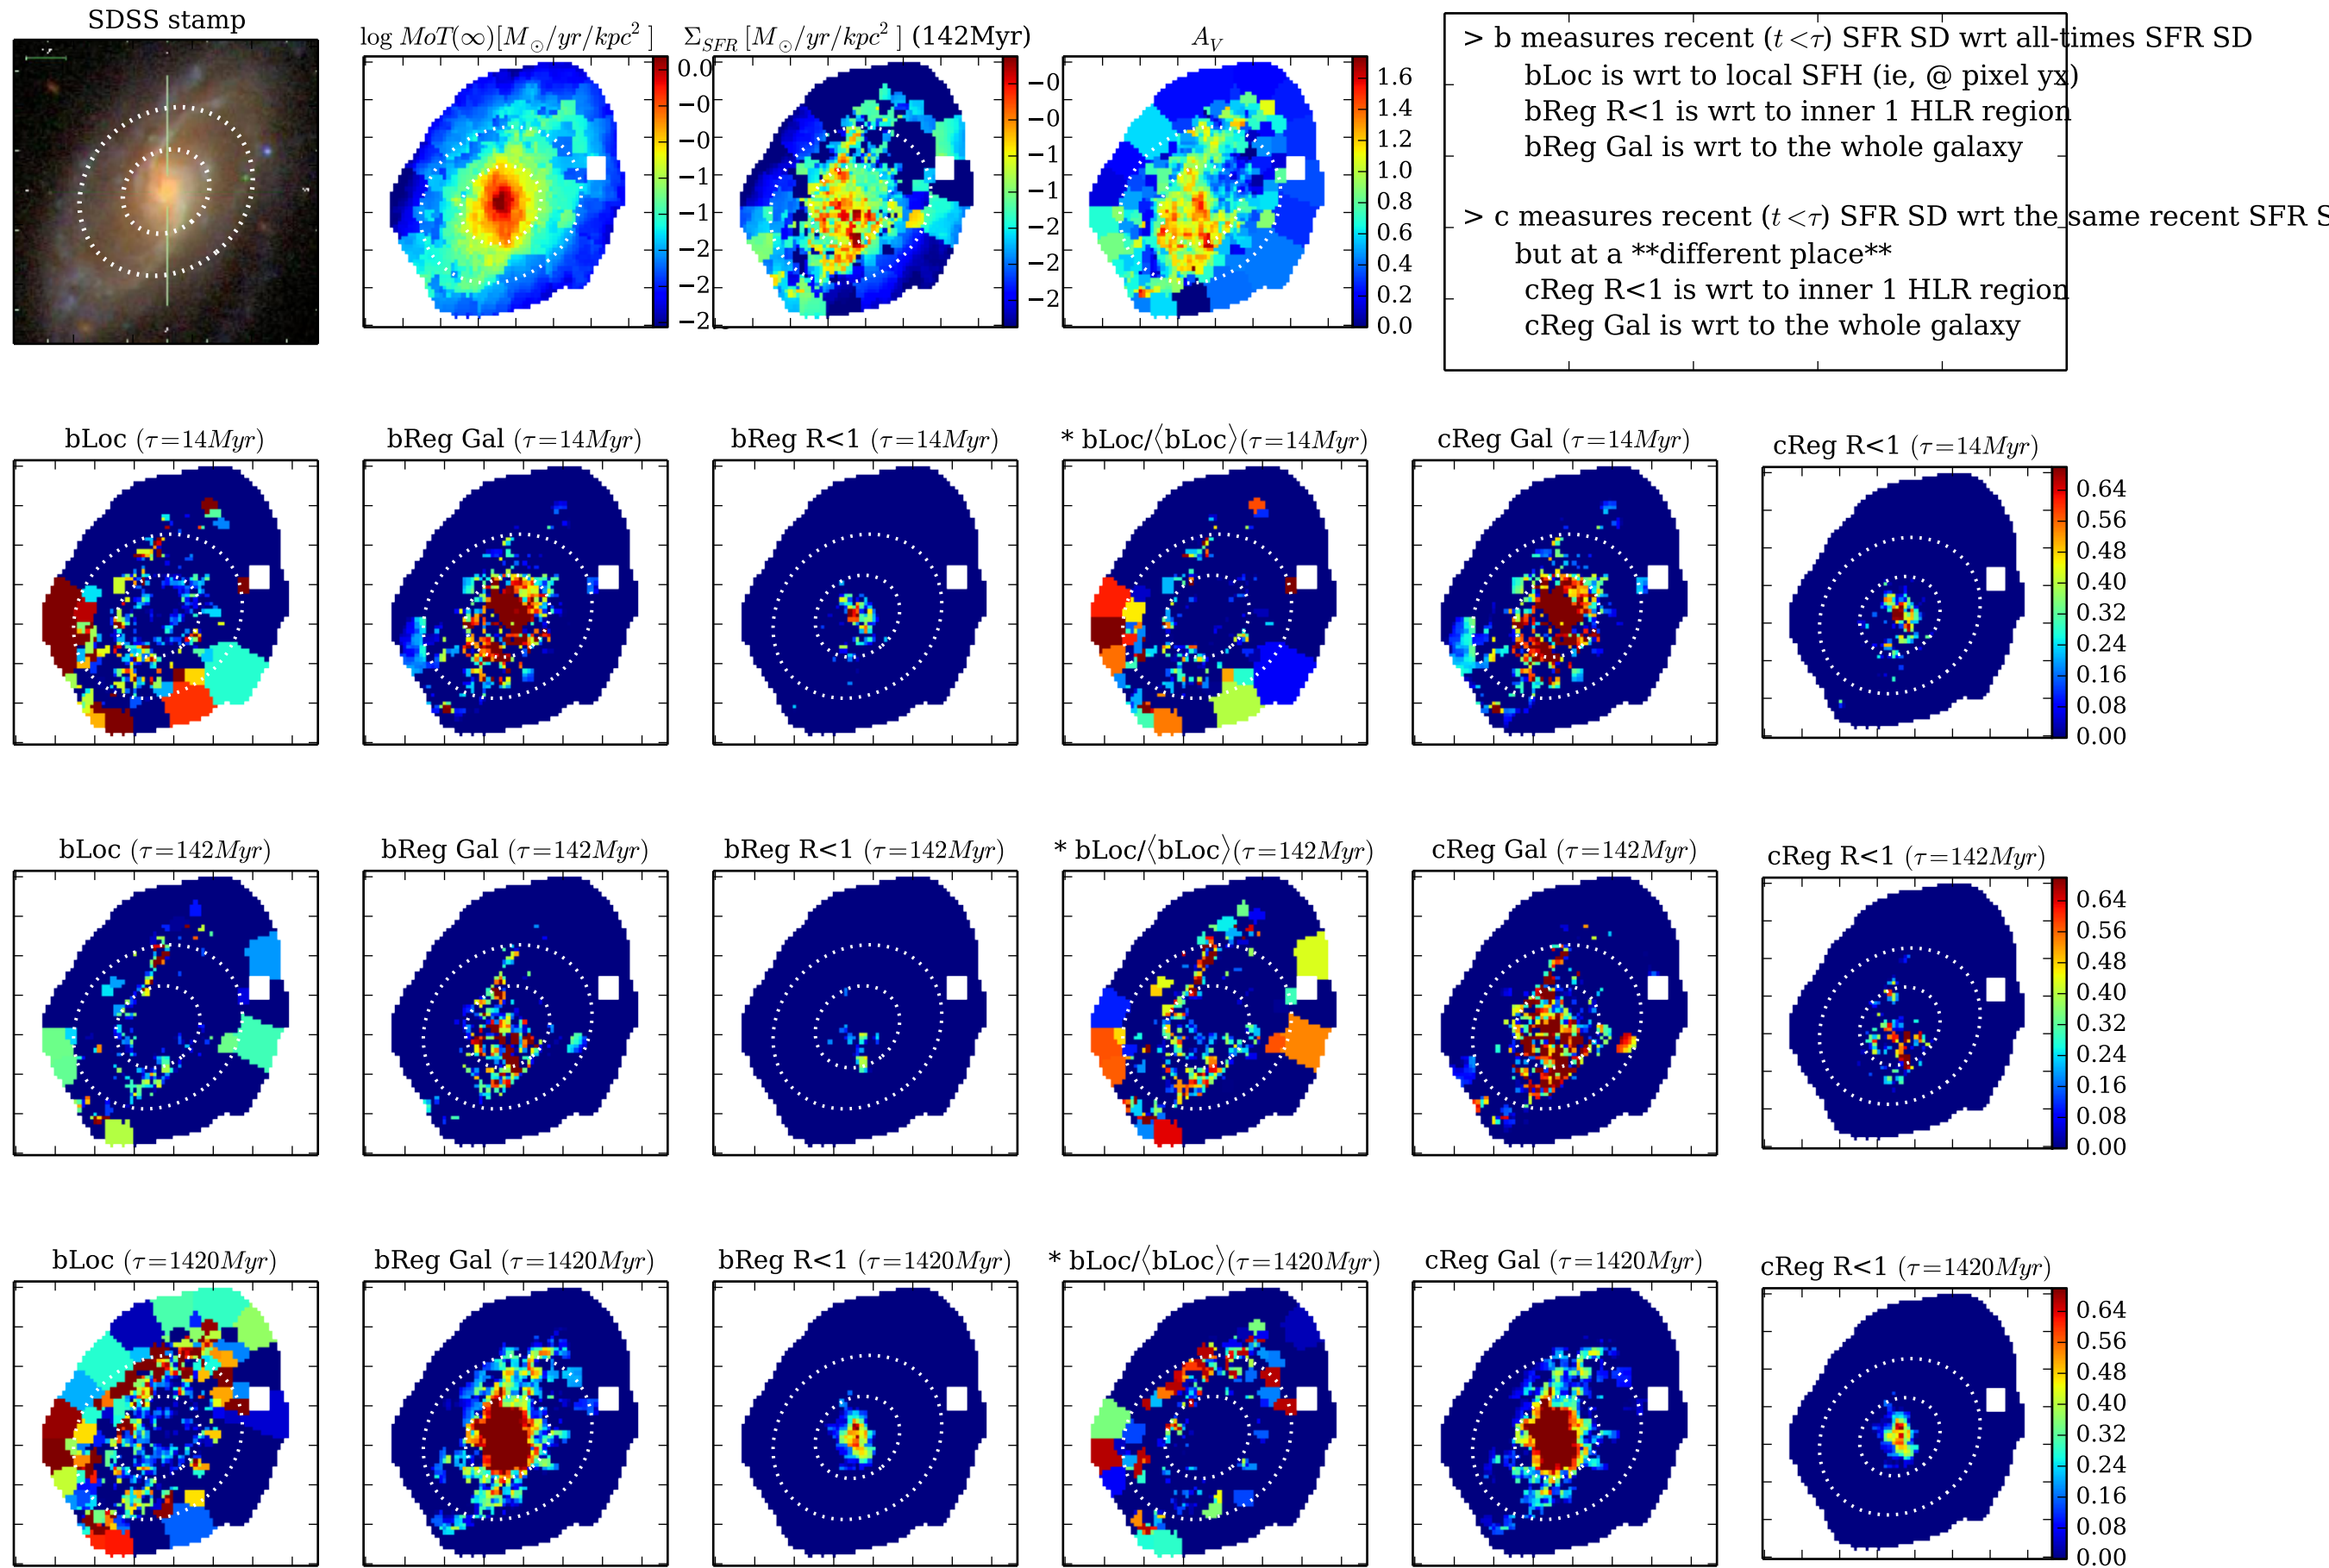 SDSS stamp
log MoT(∞)[M☉/yr/kpc² ]
Σ_SFR [M☉/yr/kpc² ] (142Myr)
A_V
0.0
−0
−0
−1
−1
−1
−2
−2
−2
−0
−0
−1
−1
−2
−2
−2
1.6
1.4
1.2
1.0
0.8
0.6
0.4
0.2
0.0
> b measures recent (t<τ) SFR SD wrt all-times SFR SD
bLoc is wrt to local SFH (ie, @ pixel yx)
bReg R<1 is wrt to inner 1 HLR region
bReg Gal is wrt to the whole galaxy
> c measures recent (t<τ) SFR SD wrt the same recent SFR S
but at a **different place**
cReg R<1 is wrt to inner 1 HLR region
cReg Gal is wrt to the whole galaxy
bLoc (τ=14Myr)
bReg Gal (τ=14Myr)
bReg R<1 (τ=14Myr)
* bLoc/⟨bLoc⟩(τ=14Myr)
cReg Gal (τ=14Myr)
cReg R<1 (τ=14Myr)
0.64
0.56
0.48
0.40
0.32
0.24
0.16
0.08
0.00
bLoc (τ=142Myr)
bReg Gal (τ=142Myr)
bReg R<1 (τ=142Myr)
* bLoc/⟨bLoc⟩(τ=142Myr)
cReg Gal (τ=142Myr)
cReg R<1 (τ=142Myr)
0.64
0.56
0.48
0.40
0.32
0.24
0.16
0.08
0.00
bLoc (τ=1420Myr)
bReg Gal (τ=1420Myr)
bReg R<1 (τ=1420Myr)
* bLoc/⟨bLoc⟩(τ=1420Myr)
cReg Gal (τ=1420Myr)
cReg R<1 (τ=1420Myr)
0.64
0.56
0.48
0.40
0.32
0.24
0.16
0.08
0.00